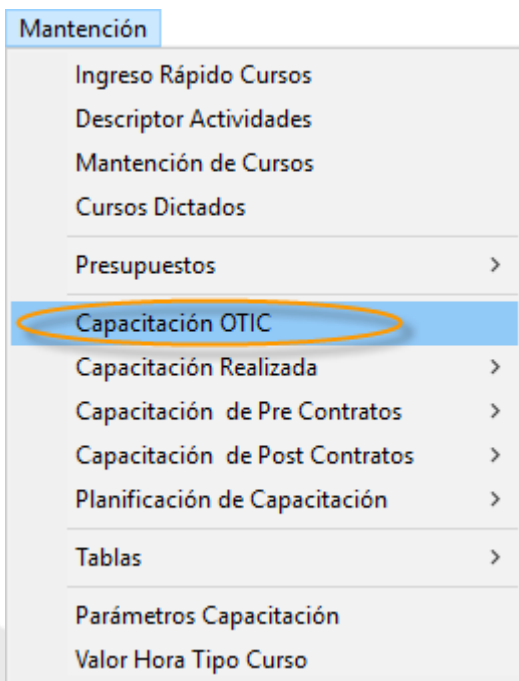 Mantención
Ingreso Rápido Cursos
Descriptor Actividades
Mantención de Cursos
Cursos Dictados
Presupuestos
Capacitación OTIC
Capacitación Realizada
Capacitación  de Pre Contratos
Capacitación  de Post Contratos
Planificación de Capacitación
Tablas
Parámetros Capacitación
Valor Hora Tipo Curso